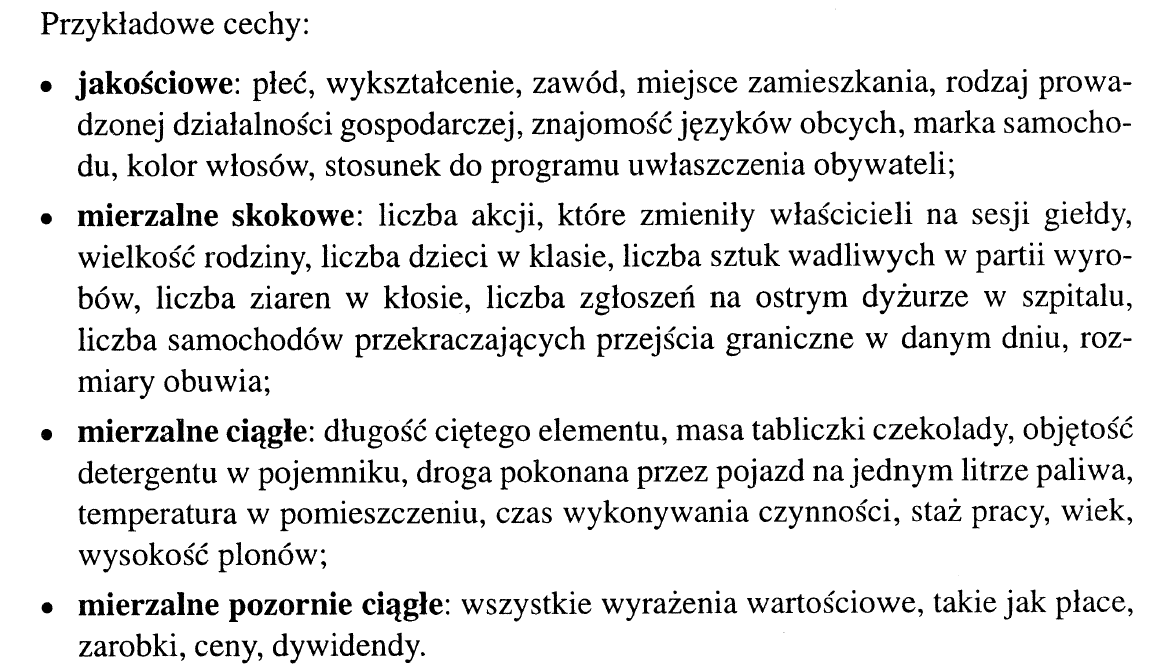 Przykładowe cechy:
• jakościowe: płeć, wykształcenie, zawód, miejsce zamieszkania, rodzaj prowa-
dzonej działalności gospodarczej, znajomość języków obcych, marka samocho-
du, kolor włosów, stosunek do programu uwłaszczenia obywateli;
• mierzalne skokowe: liczba akcji, które zmieniły właścicieli na sesji giełdy,
wielkość rodziny, liczba dzieci w klasie, liczba sztuk wadliwych w partii wyro-
bów, liczba ziaren w kłosie, liczba zgłoszeń na ostrym dyżurze w szpitalu,
liczba samochodów przekraczających przejścia graniczne w danym dniu, roz-
miary obuwia;
• mierzalne ciągłe: długość ciętego elementu, masa tabliczki czekolady, objętość
detergentu w pojemniku, droga pokonana przez pojazd na jednym litrze paliwa,
temperatura w pomieszczeniu, czas wykonywania czynności, staż pracy, wiek,
wysokość plonów;
• mierzalne pozornie ciągłe: wszystkie wyrażenia wartościowe, takie jak płace,
zarobki, ceny, dywidendy.